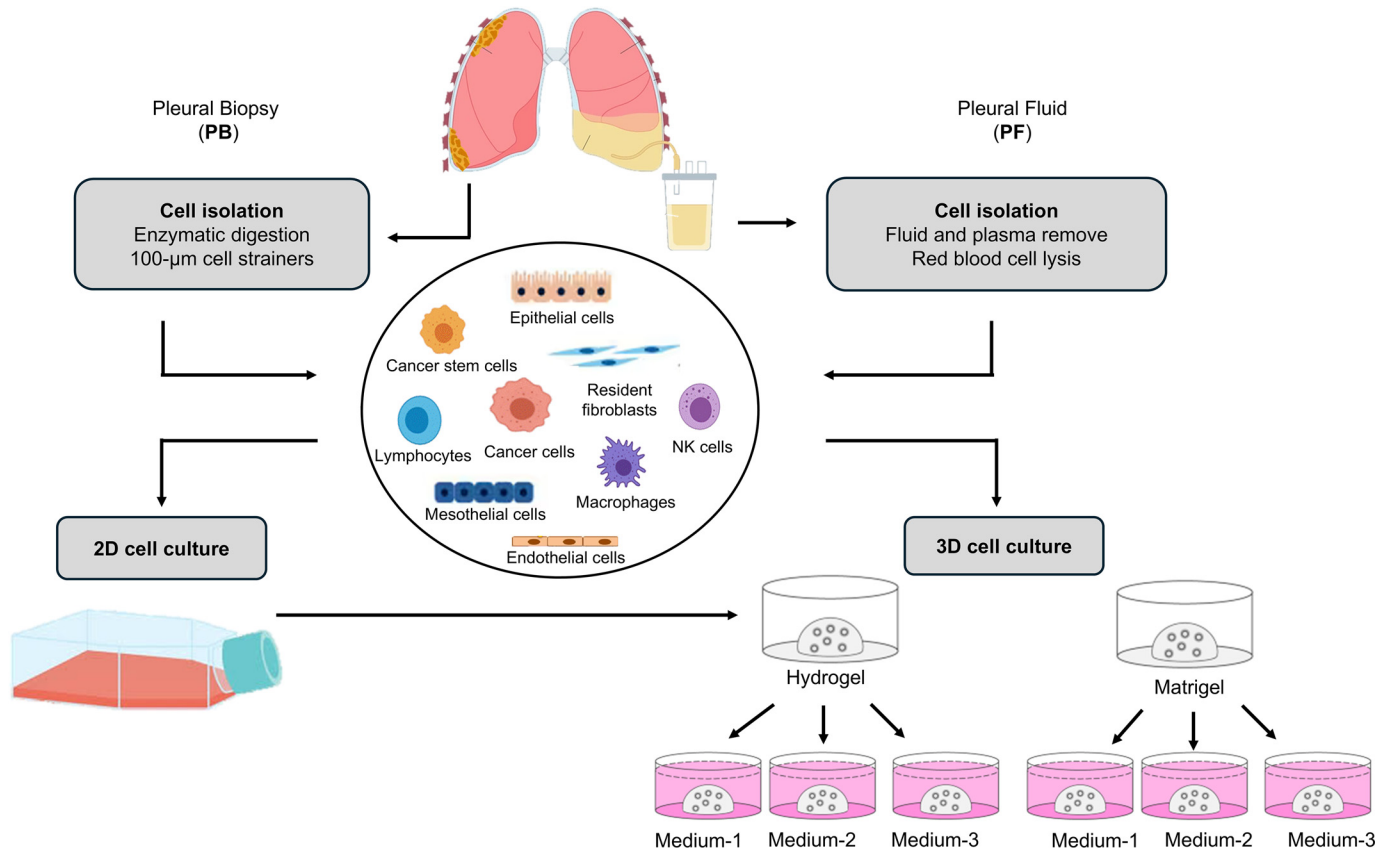 Pleural Biopsy
(PB)
Pleural Fluid
(PF)
Cell isolation
Enzymatic digestion
100-µm cell strainers
Cell isolation
Fluid and plasma remove
Red blood cell lysis
Epithelial cells
Cancer stem cells
Resident
fibroblasts
Lymphocytes
Cancer cells
NK cells
Macrophages
Mesothelial cells
Endothelial cells
2D cell culture
3D cell culture
Hydrogel
Matrigel
Medium-1
Medium-2
Medium-3
Medium-1
Medium-2
Medium-3